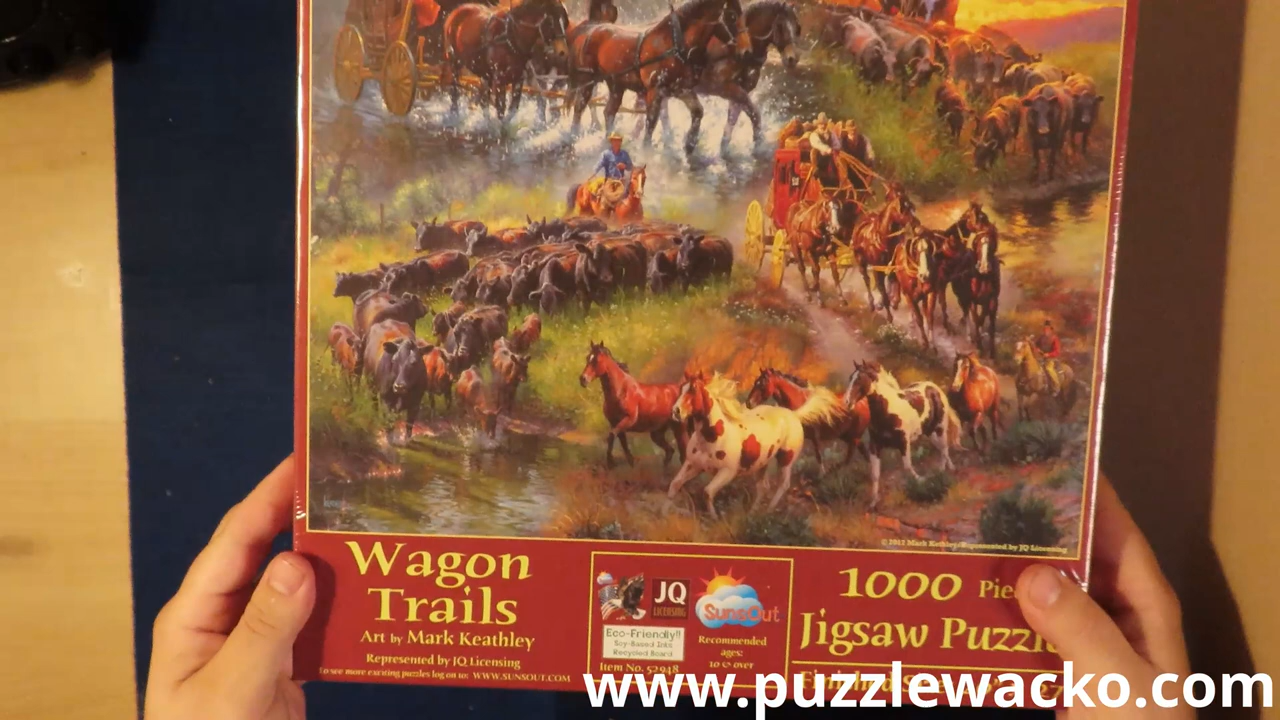 © 2017 Mark Keathley/Represented by JQ Licensing
Wagon
Trails
Art by Mark Keathley
Represented by JQ Licensing
To see more exciting puzzles log on to: WWW.SUNSOUT.COM
JQ
LICENSING
SunsOut
Eco-Friendly!!
Soy-Based Inks
Recycled Board
Item No. 52948
Recommended
ages:
10 & over
1000
Jigsaw Puzzle
Finished
www.puzzlewacko.com